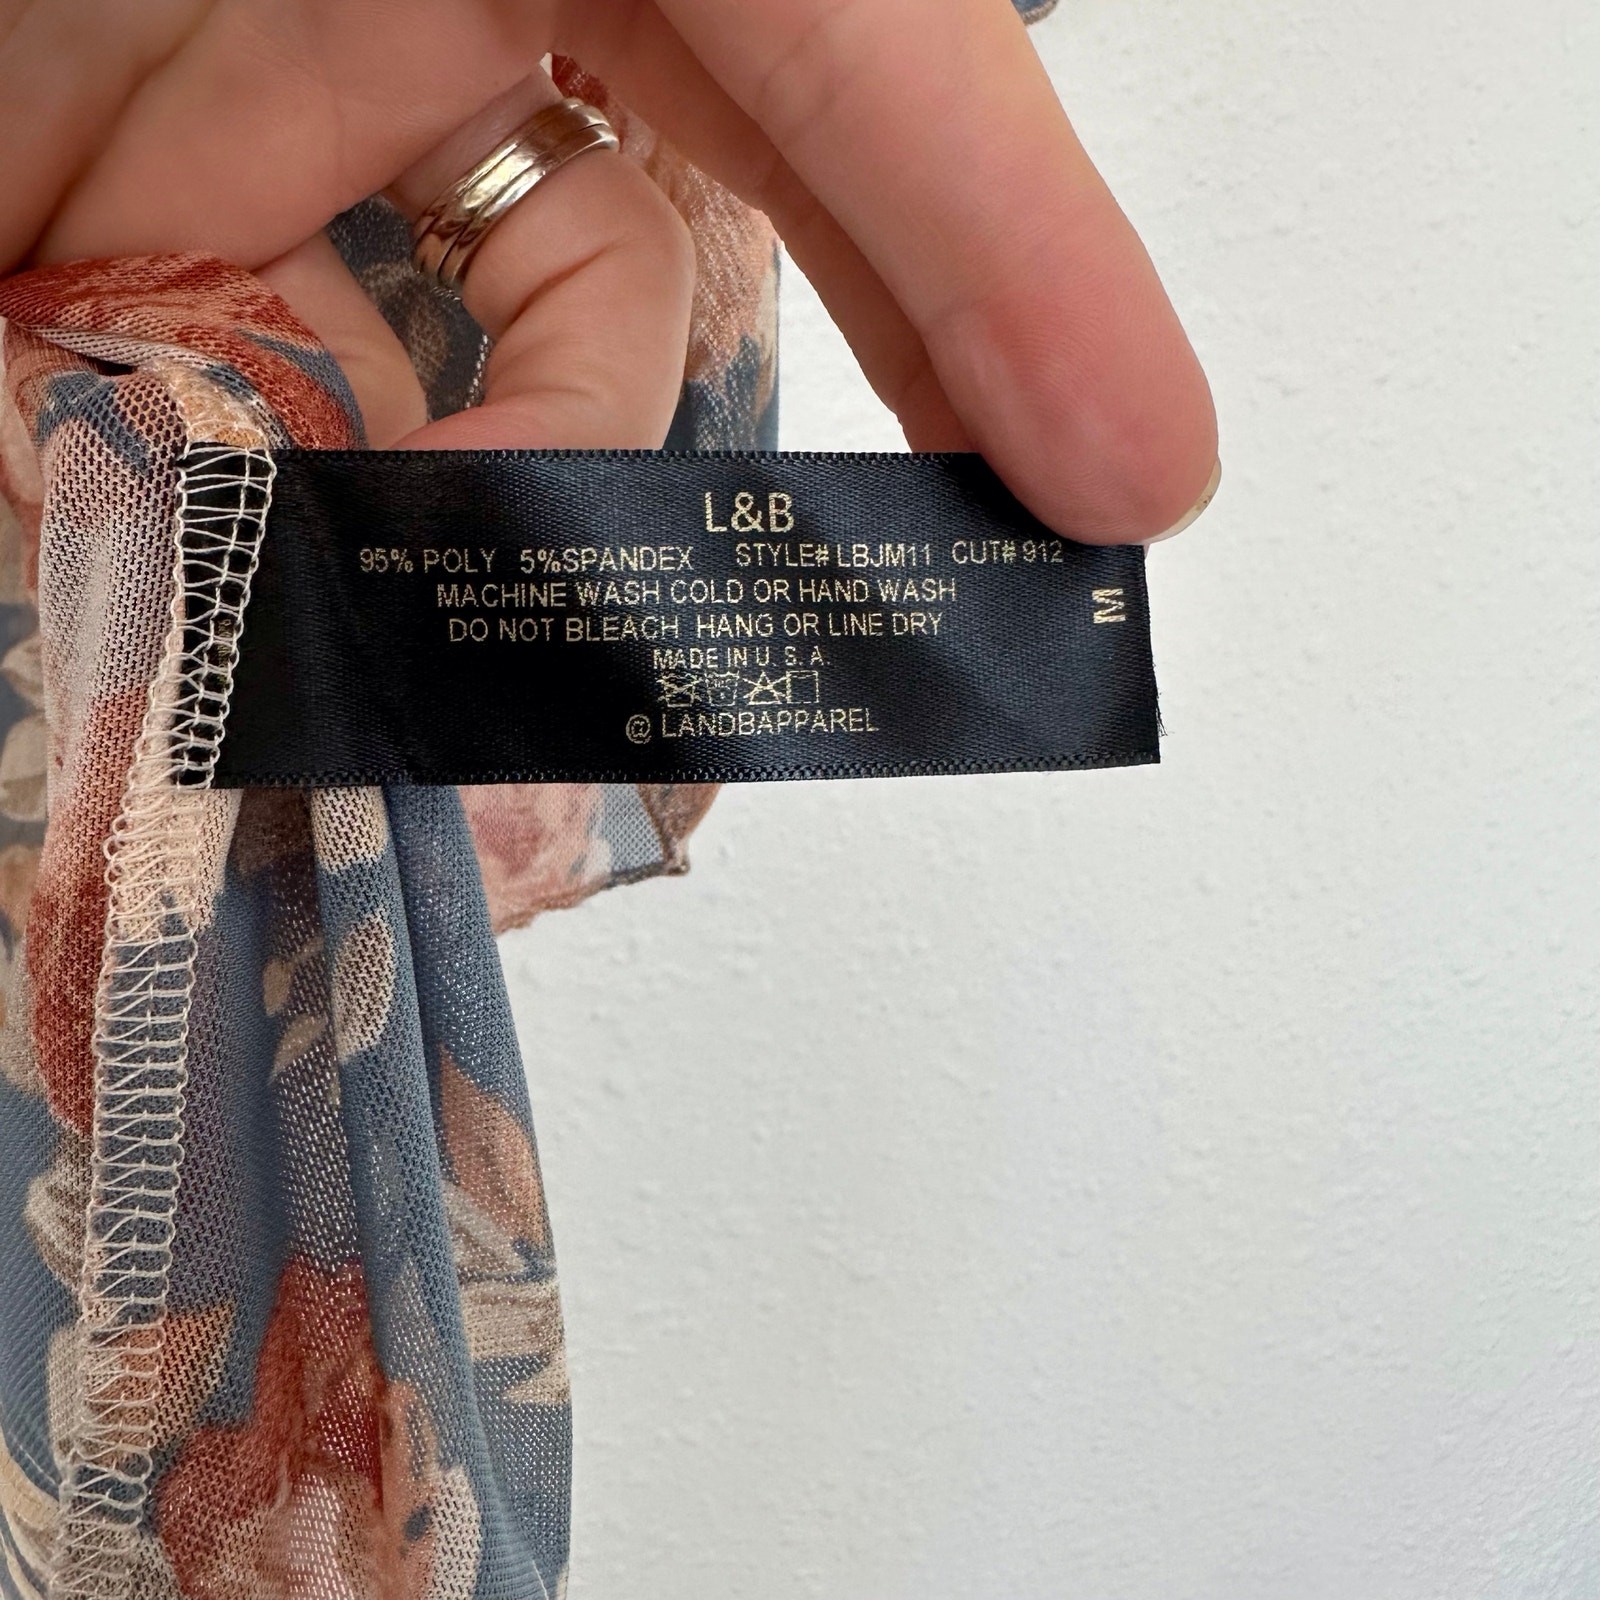 L&B
95% POLY 5%SPANDEX STYLE# LBJM11 CUT# 912
MACHINE WASH COLD OR HAND WASH
DO NOT BLEACH HANG OR LINE DRY
MADE IN U. S. A.
@ LANDBAPPAREL
M